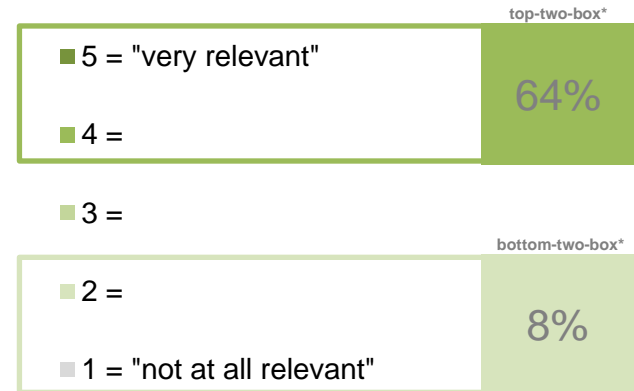 top-two-box*
5 = "very relevant"
64%
4 =
3 =
bottom-two-box*
2 =
8%
1 = "not at all relevant"